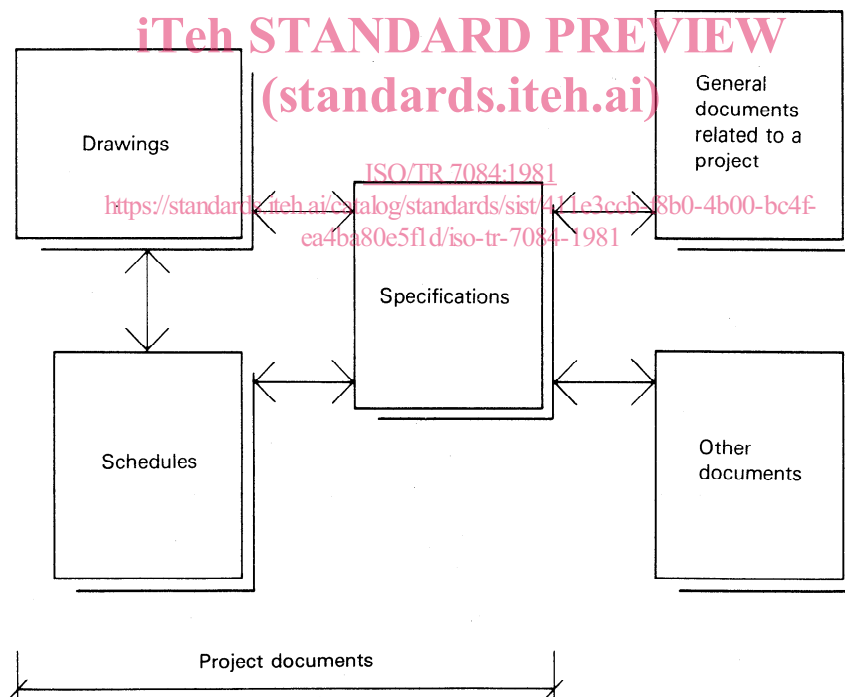 iTeh STANDARD PREVIEW
(standards.iteh.ai)
General
documents
related to a
project
Drawings
ISO/TR 7084:1981
https://standards.iteh.ai/catalog/standards/sist/411e3ccb-f8b0-4b00-bc4f-
ea4ba80e5f1d/iso-tr-7084-1981
Specifications
Schedules
Other
documents
Project documents